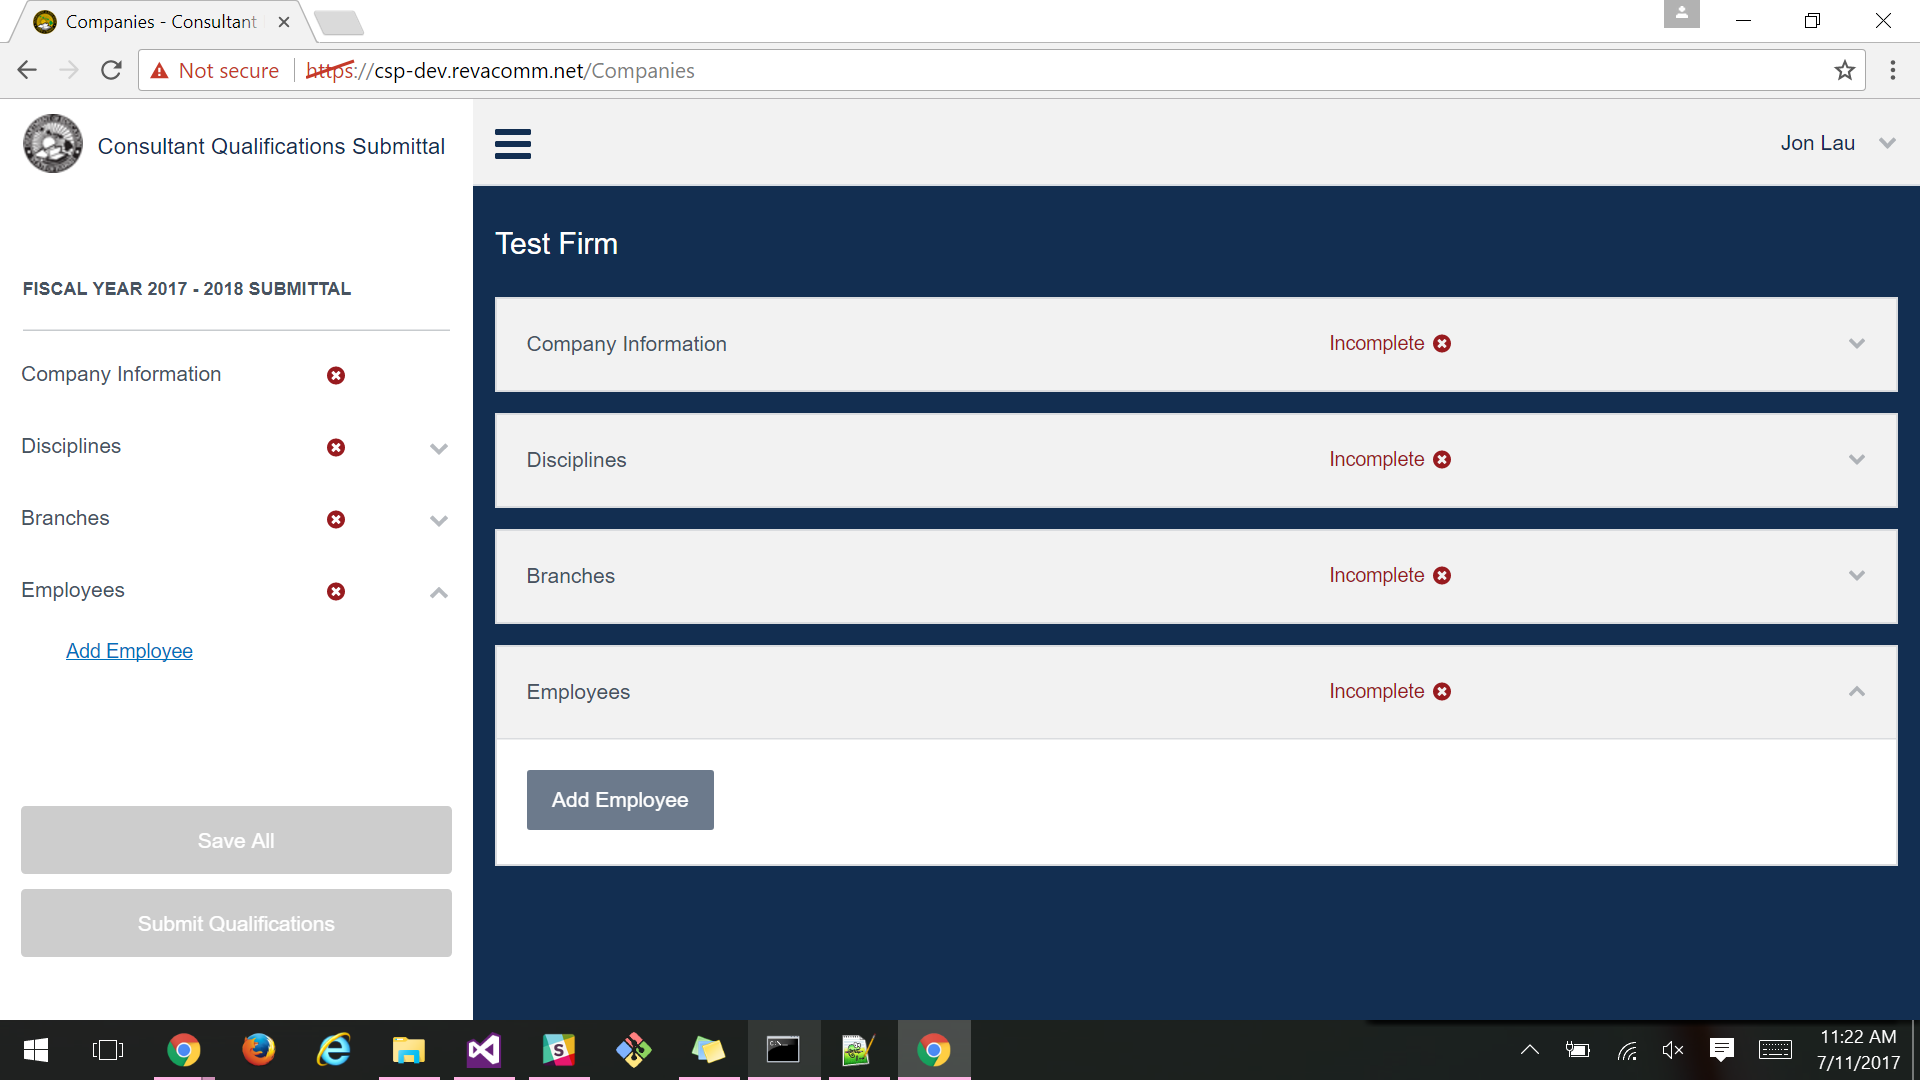 Companies - Consultant
Not secure
https://csp-dev.revacomm.net/Companies
Consultant Qualifications Submittal
Jon Lau
FISCAL YEAR 2017 - 2018 SUBMITTAL
Company Information
Disciplines
Branches
Employees
Add Employee
Save All
Submit Qualifications
Test Firm
Company Information
Incomplete
Disciplines
Incomplete
Branches
Incomplete
Employees
Incomplete
Add Employee
11:22 AM
7/11/2017